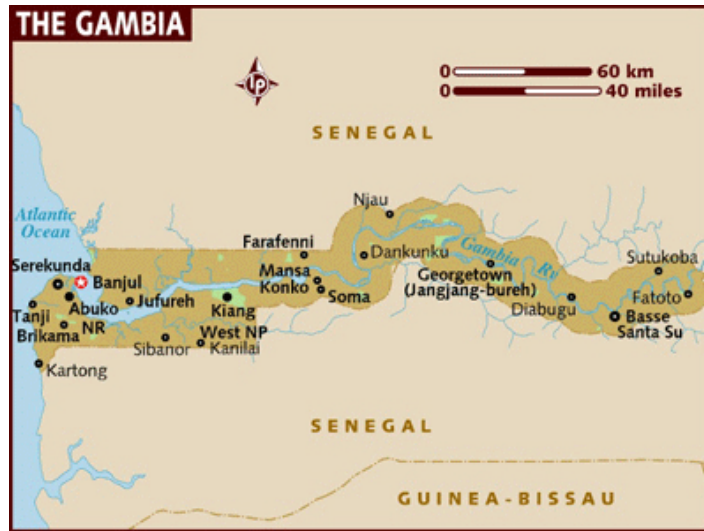 THE GAMBIA
lp
0 60 km
0 40 miles
SENEGAL
Njau
Atlantic
Ocean
Farafenni
Dankunku
Gambia Rv
Sutukoba
Serekunda
Banjul
Mansa
Konko
Georgetown
(Jangjang-bureh)
Jufureh
Kiang
West NP
Soma
Fatoto
Abuko
NR
Tanji
Brikama
Diabugu
Basse
Santa Su
Sibanor
Kanilai
Kartong
SENEGAL
GUINEA-BISSAU